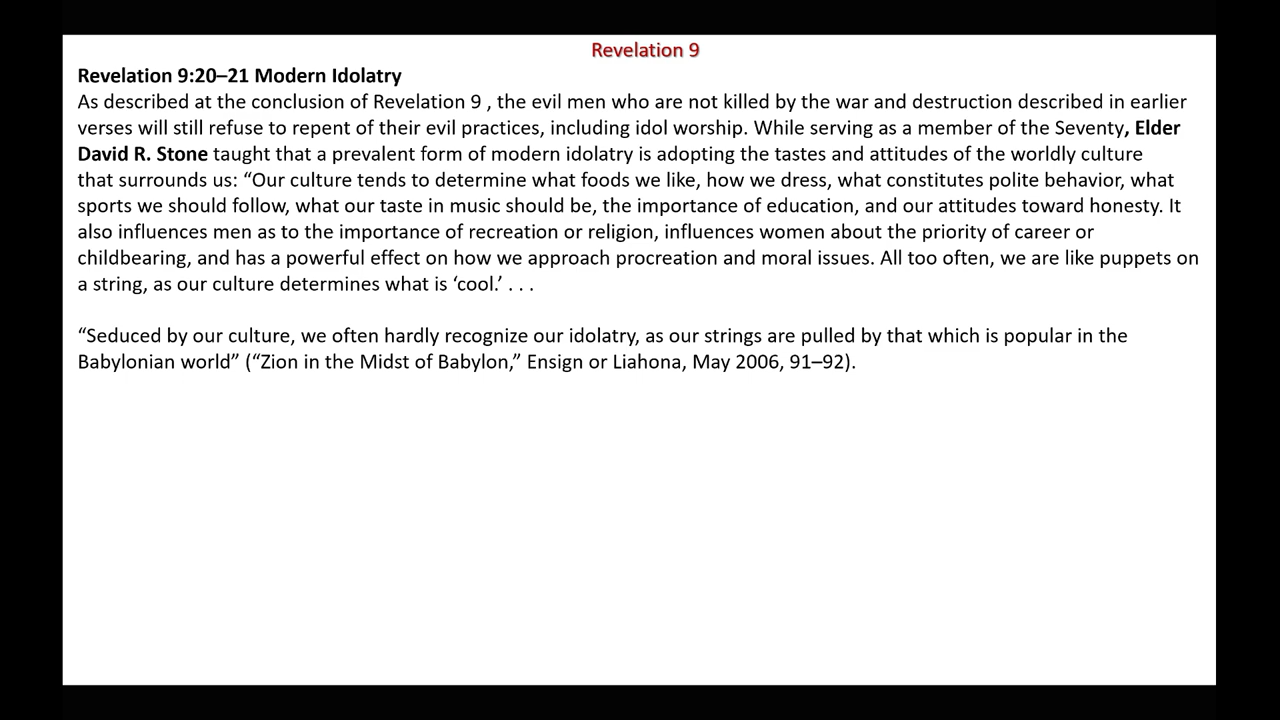 Revelation 9
Revelation 9:20–21 Modern Idolatry
As described at the conclusion of Revelation 9 , the evil men who are not killed by the war and destruction described in earlier
verses will still refuse to repent of their evil practices, including idol worship. While serving as a member of the Seventy, Elder
David R. Stone taught that a prevalent form of modern idolatry is adopting the tastes and attitudes of the worldly culture
that surrounds us: “Our culture tends to determine what foods we like, how we dress, what constitutes polite behavior, what
sports we should follow, what our taste in music should be, the importance of education, and our attitudes toward honesty. It
also influences men as to the importance of recreation or religion, influences women about the priority of career or
childbearing, and has a powerful effect on how we approach procreation and moral issues. All too often, we are like puppets on
a string, as our culture determines what is ‘cool.’ . . .
“Seduced by our culture, we often hardly recognize our idolatry, as our strings are pulled by that which is popular in the
Babylonian world” (“Zion in the Midst of Babylon,” Ensign or Liahona, May 2006, 91–92).